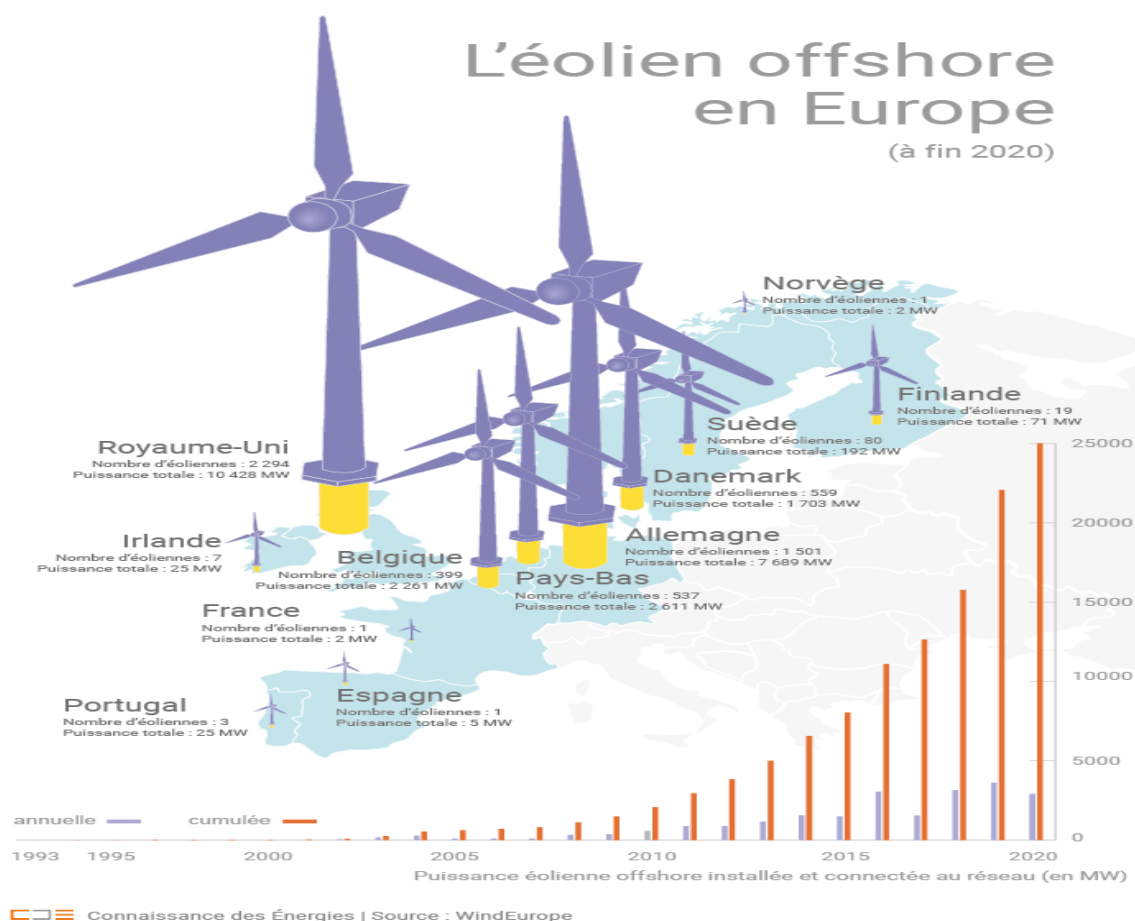 L'éolien offshore
en Europe
(à fin 2020)
Norvège
Nombre d'éoliennes : 1
Puissance totale : 2 MW
Finlande
Nombre d'éoliennes : 19
Puissance totale : 71 MW
Suède
Nombre d'éoliennes : 80
Puissance totale : 192 MW
Royaume-Uni
Nombre d'éoliennes : 2 294
Puissance totale : 10 428 MW
Danemark
Nombre d'éoliennes : 559
Puissance totale : 1 703 MW
Irlande
Nombre d'éoliennes : 7
Puissance totale : 25 MW
Allemagne
Nombre d'éoliennes : 1 501
Puissance totale : 7 689 MW
Belgique
Nombre d'éoliennes : 399
Puissance totale : 2 261 MW
Pays-Bas
Nombre d'éoliennes : 537
Puissance totale : 2 611 MW
France
Nombre d'éoliennes : 1
Puissance totale : 2 MW
Espagne
Nombre d'éoliennes : 1
Puissance totale : 5 MW
Portugal
Nombre d'éoliennes : 3
Puissance totale : 25 MW
25000
20000
15000
10000
5000
0
annuelle cumulée
1993 1995 2000 2005 2010 2015 2020
Puissance éolienne offshore installée et connectée au réseau (en MW)
Connaissance des Énergies | Source : WindEurope